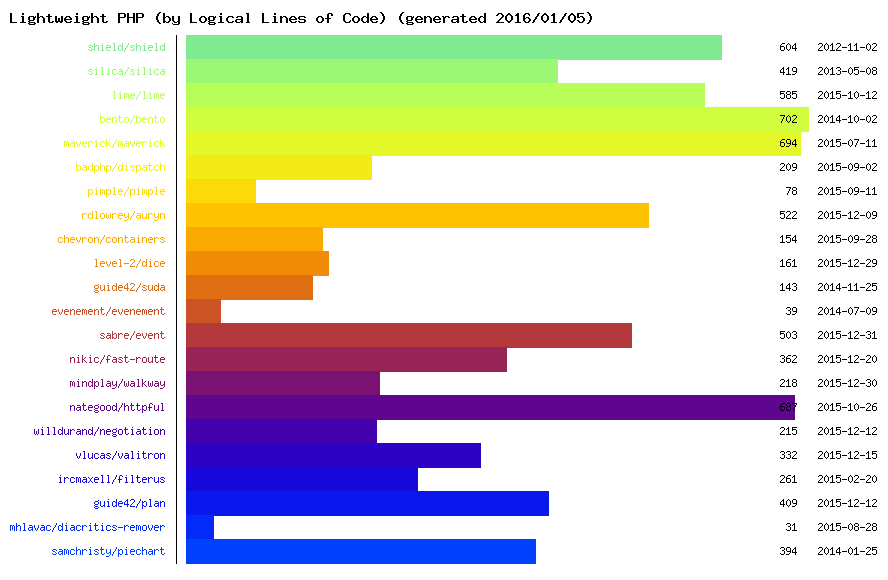 Lightweight PHP (by Logical Lines of Code) (generated 2016/01/05)
shield/shield 604 2012-11-02
silica/silica 419 2013-05-08
lime/lime 585 2015-10-12
bento/bento 702 2014-10-02
maverick/maverick 694 2015-07-11
badphp/dispatch 209 2015-09-02
pimple/pimple 78 2015-09-11
rdlowrey/auryn 522 2015-12-09
chevron/containers 154 2015-09-28
level-2/dice 161 2015-12-29
guide42/suda 143 2014-11-25
evenement/evenement 39 2014-07-09
sabre/event 503 2015-12-31
nikic/fast-route 362 2015-12-20
mindplay/walkway 218 2015-12-30
nategood/httpful 687 2015-10-26
willdurand/negotiation 215 2015-12-12
vlucas/valitron 332 2015-12-15
ircmaxell/filterus 261 2015-02-20
guide42/plan 409 2015-12-12
mhlavac/diacritics-remover 31 2015-08-28
samchristy/piechart 394 2014-01-25